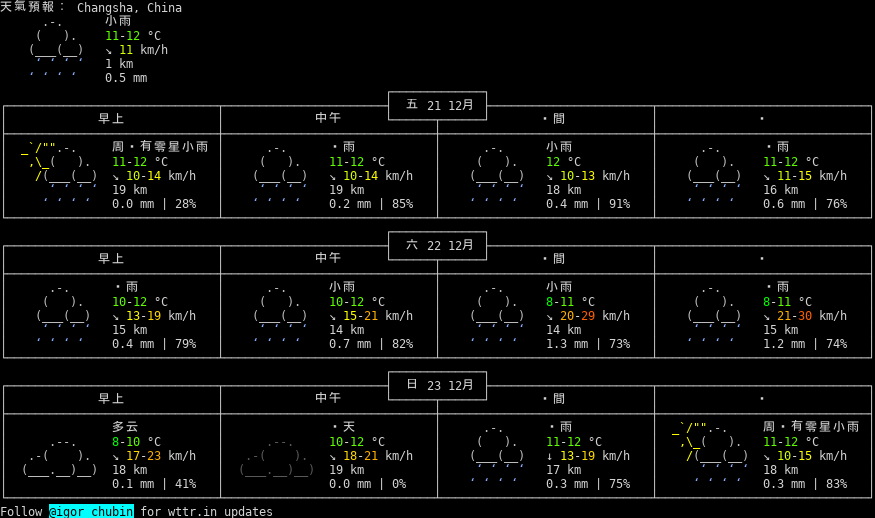 天氣預報： Changsha, China
小雨
11-12 °C
↘ 11 km/h
1 km
0.5 mm
五 21 12月
早上 中午 ・間 ・
周・有零星小雨 ・雨 小雨 ・雨
11-12 °C 11-12 °C 12 °C 11-12 °C
↘ 10-14 km/h ↘ 10-14 km/h ↘ 10-13 km/h ↘ 11-15 km/h
19 km 19 km 18 km 16 km
0.0 mm | 28% 0.2 mm | 85% 0.4 mm | 91% 0.6 mm | 76%
六 22 12月
早上 中午 ・間 ・
・雨 小雨 小雨 ・雨
10-12 °C 10-12 °C 8-11 °C 8-11 °C
↘ 13-19 km/h ↘ 15-21 km/h ↘ 20-29 km/h ↘ 21-30 km/h
15 km 14 km 14 km 15 km
0.4 mm | 79% 0.7 mm | 82% 1.3 mm | 73% 1.2 mm | 74%
日 23 12月
早上 中午 ・間 ・
多云 ・天 ・雨 周・有零星小雨
8-10 °C 10-12 °C 11-12 °C 11-12 °C
↘ 17-23 km/h ↘ 18-21 km/h ↓ 13-19 km/h ↘ 10-15 km/h
18 km 19 km 17 km 18 km
0.1 mm | 41% 0.0 mm | 0% 0.3 mm | 75% 0.3 mm | 83%
Follow @igor_chubin for wttr.in updates